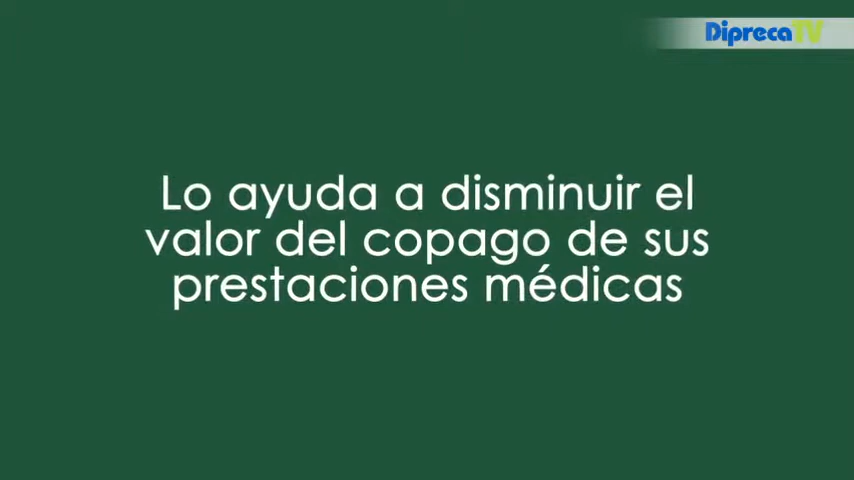 DiprecaTV
Lo ayuda a disminuir el
valor del copago de sus
prestaciones médicas